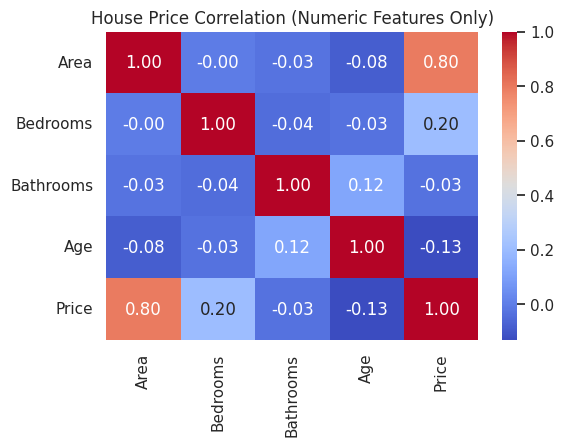 House Price Correlation (Numeric Features Only)
Area 1.00 -0.00 -0.03 -0.08 0.80
Bedrooms -0.00 1.00 -0.04 -0.03 0.20
Bathrooms -0.03 -0.04 1.00 0.12 -0.03
Age -0.08 -0.03 0.12 1.00 -0.13
Price 0.80 0.20 -0.03 -0.13 1.00
Area Bedrooms Bathrooms Age Price
1.0
0.8
0.6
0.4
0.2
0.0